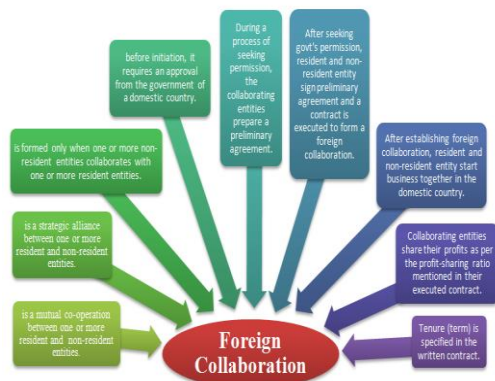 is a mutual co-operation
between one or more
resident and non-resident
entities.
is a strategic alliance
between one or more
resident and non-resident
entities.
is formed only when one or more non-
resident entities collaborates with
one or more resident entities.
before initiation, it
requires an approval
from the government of
a domestic country.
During a
process of
seeking
permission,
the
collaborating
entities
prepare a
preliminary
agreement.
After seeking
govt's permission,
resident and non-
resident entity
sign preliminary
agreement and a
contract is
executed to form a
foreign
collaboration.
After establishing foreign
collaboration, resident and
non-resident entity start
business together in the
domestic country.
Collaborating entities
share their profits as per
the profit-sharing ratio
mentioned in their
executed contract.
Tenure (term) is
specified in the
written contract.
Foreign
Collaboration